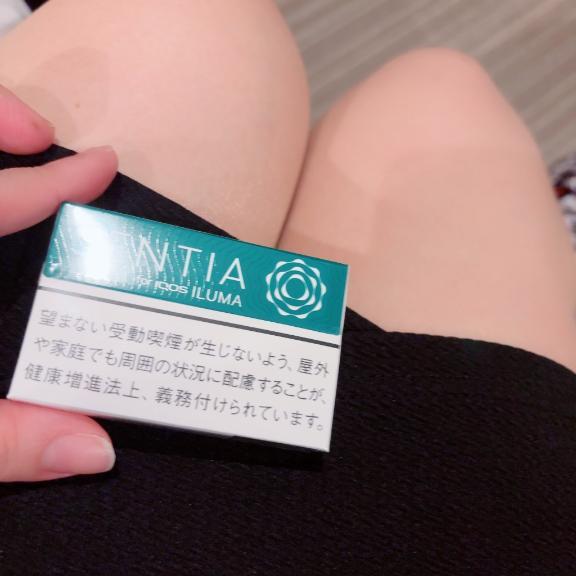 ENTIA
for IQOS ILUMA
望まない受動喫煙が生じないよう、屋外
や家庭でも周囲の状況に配慮することが、
健康増進法上、義務付けられています。